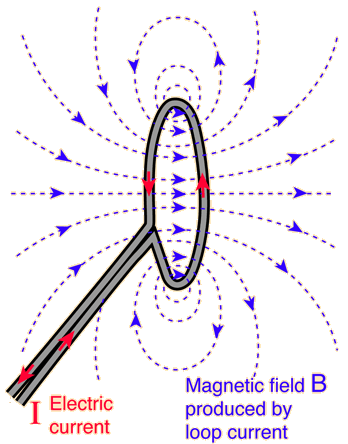 I Electric
current
Magnetic field B
produced by
loop current